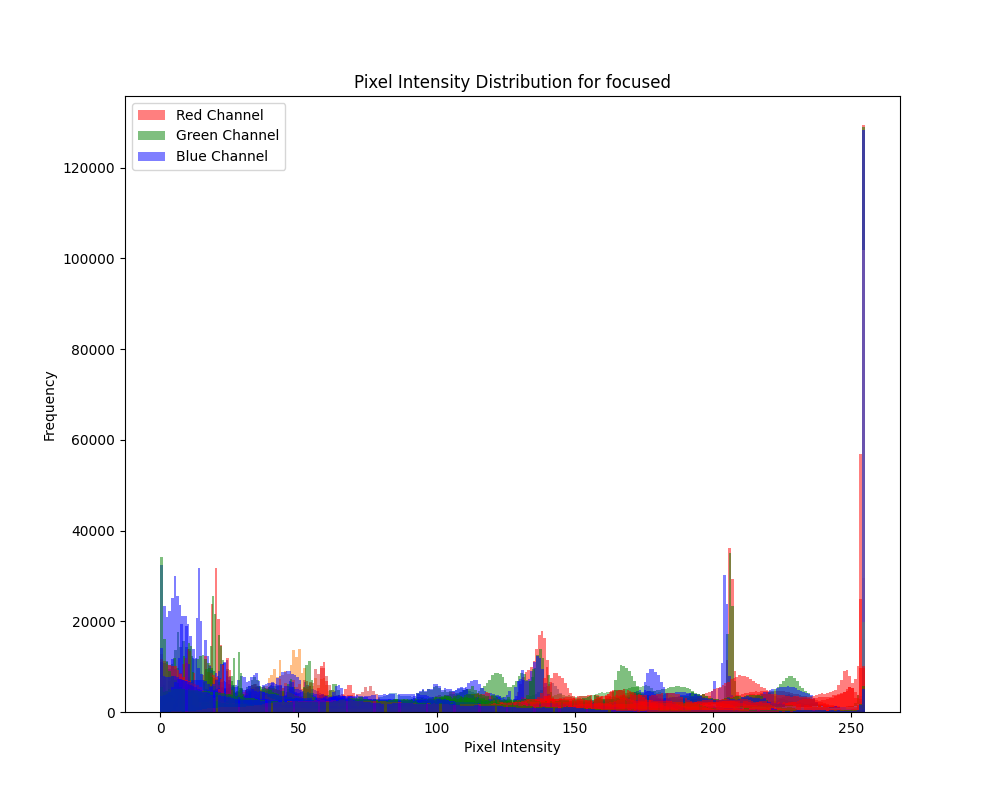 Pixel Intensity Distribution for focused
Red Channel
Green Channel
Blue Channel
120000
100000
80000
60000
40000
20000
0
Frequency
0 50 100 150 200 250
Pixel Intensity